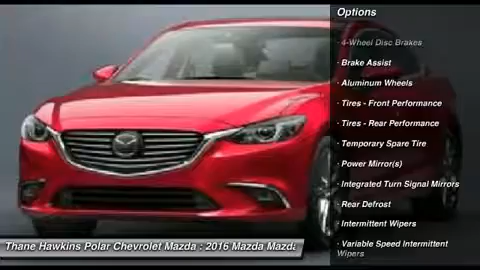 Options
· 4-Wheel Disc Brakes
· Brake Assist
· Aluminum Wheels
· Tires - Front Performance
· Tires - Rear Performance
· Temporary Spare Tire
· Power Mirror(s)
· Integrated Turn Signal Mirrors
· Rear Defrost
· Intermittent Wipers
· Variable Speed Intermittent
Wipers
Thane Hawkins Polar Chevrolet Mazda : 2016 Mazda Mazda